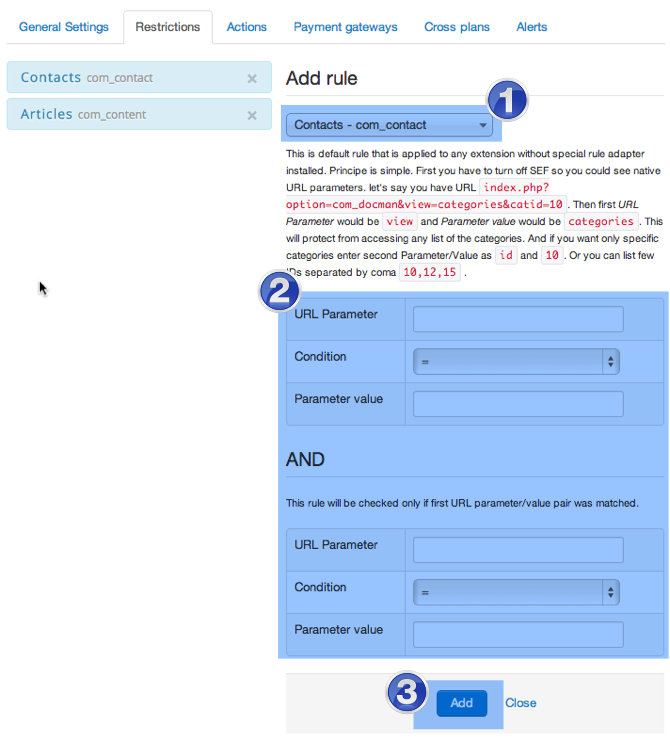 General Settings Restrictions Actions Payment gateways Cross plans Alerts
Contacts com_contact ×
Articles com_content ×
Add rule
1
Contacts - com_contact
This is default rule that is applied to any extension without special rule adapter
installed. Principe is simple. First you have to turn off SEF so you could see native
URL parameters. let's say you have URL index.php?
option=com_docman&view=categories&catid=10 . Then first URL
Parameter would be view and Parameter value would be categories . This
will protect from accessing any list of the categories. And if you want only specific
categories enter second Parameter/Value as id and 10 . Or you can list few
IDs separated by coma 10,12,15 .
2
URL Parameter
Condition =
Parameter value
AND
This rule will be checked only if first URL parameter/value pair was matched.
URL Parameter
Condition =
Parameter value
3
Add Close